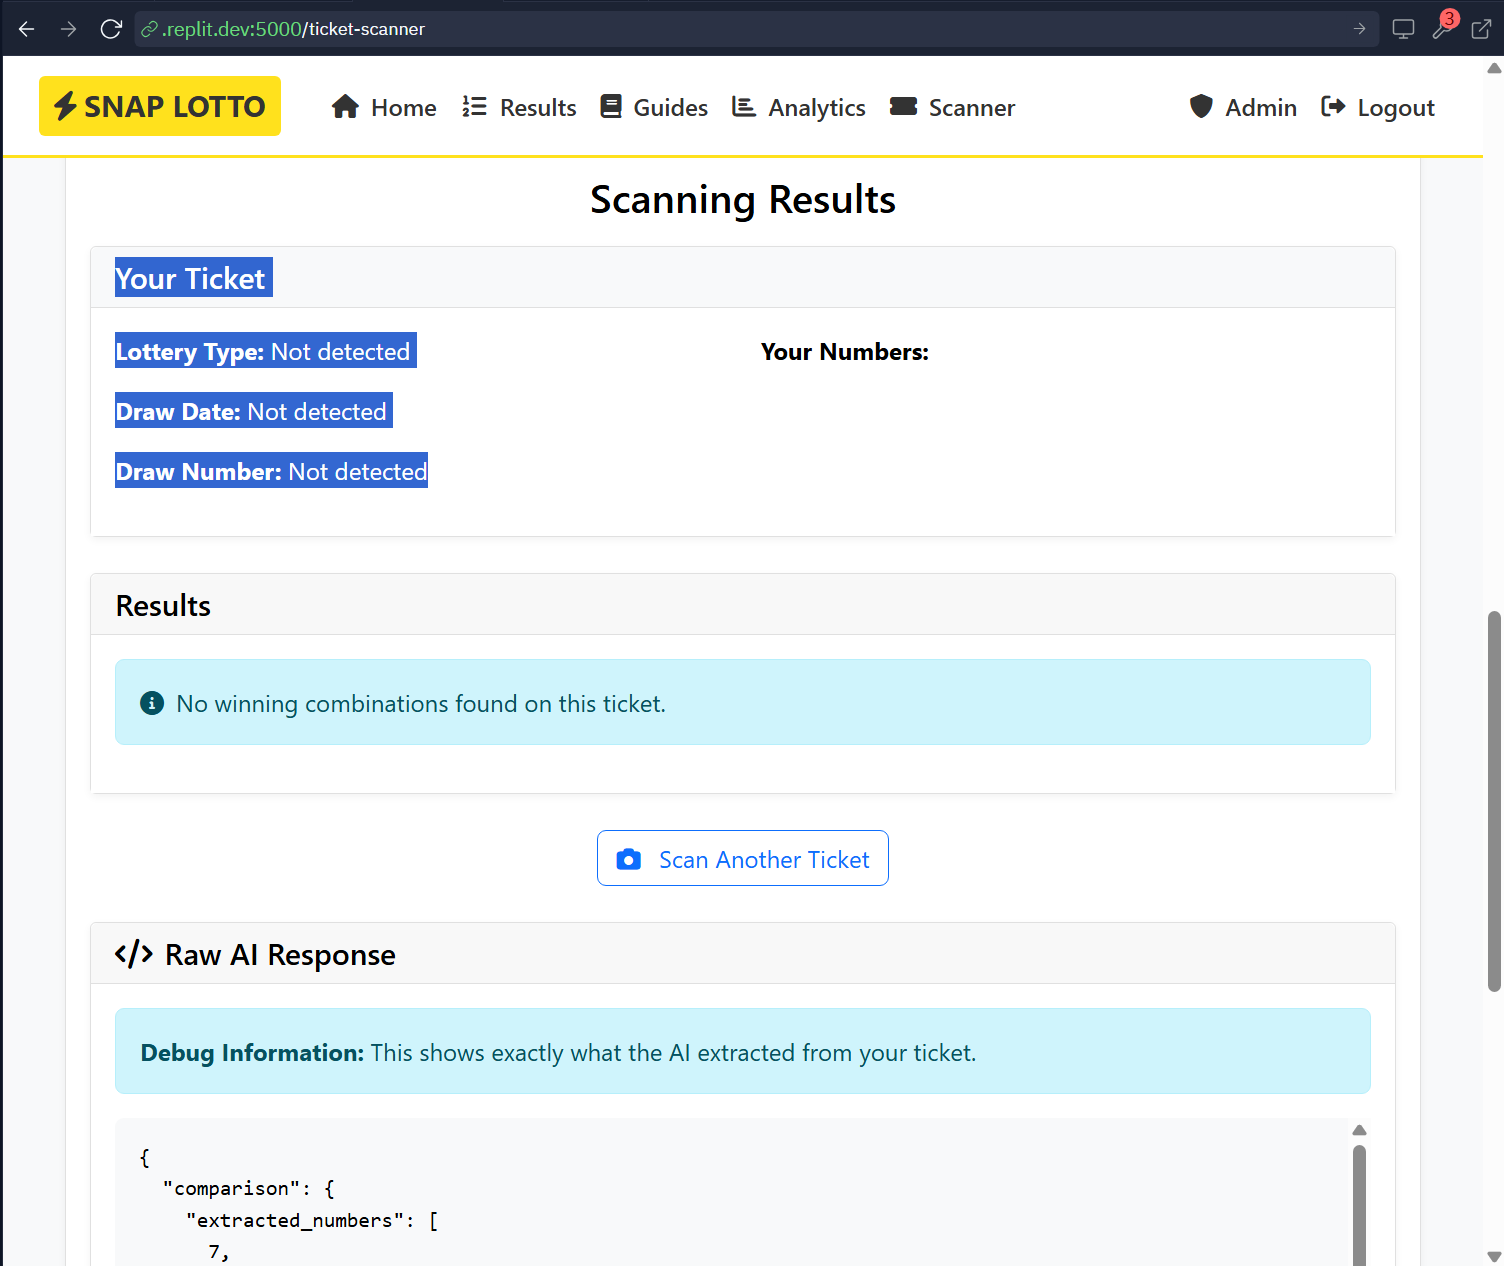 .replit.dev:5000/ticket-scanner
3
SNAP LOTTO
Home
Results
Guides
Analytics
Scanner
Admin
Logout
Scanning Results
Your Ticket
Lottery Type: Not detected
Draw Date: Not detected
Draw Number: Not detected
Your Numbers:
Results
No winning combinations found on this ticket.
Scan Another Ticket
</> Raw AI Response
Debug Information: This shows exactly what the AI extracted from your ticket.
{
"comparison": {
"extracted_numbers": [
7,